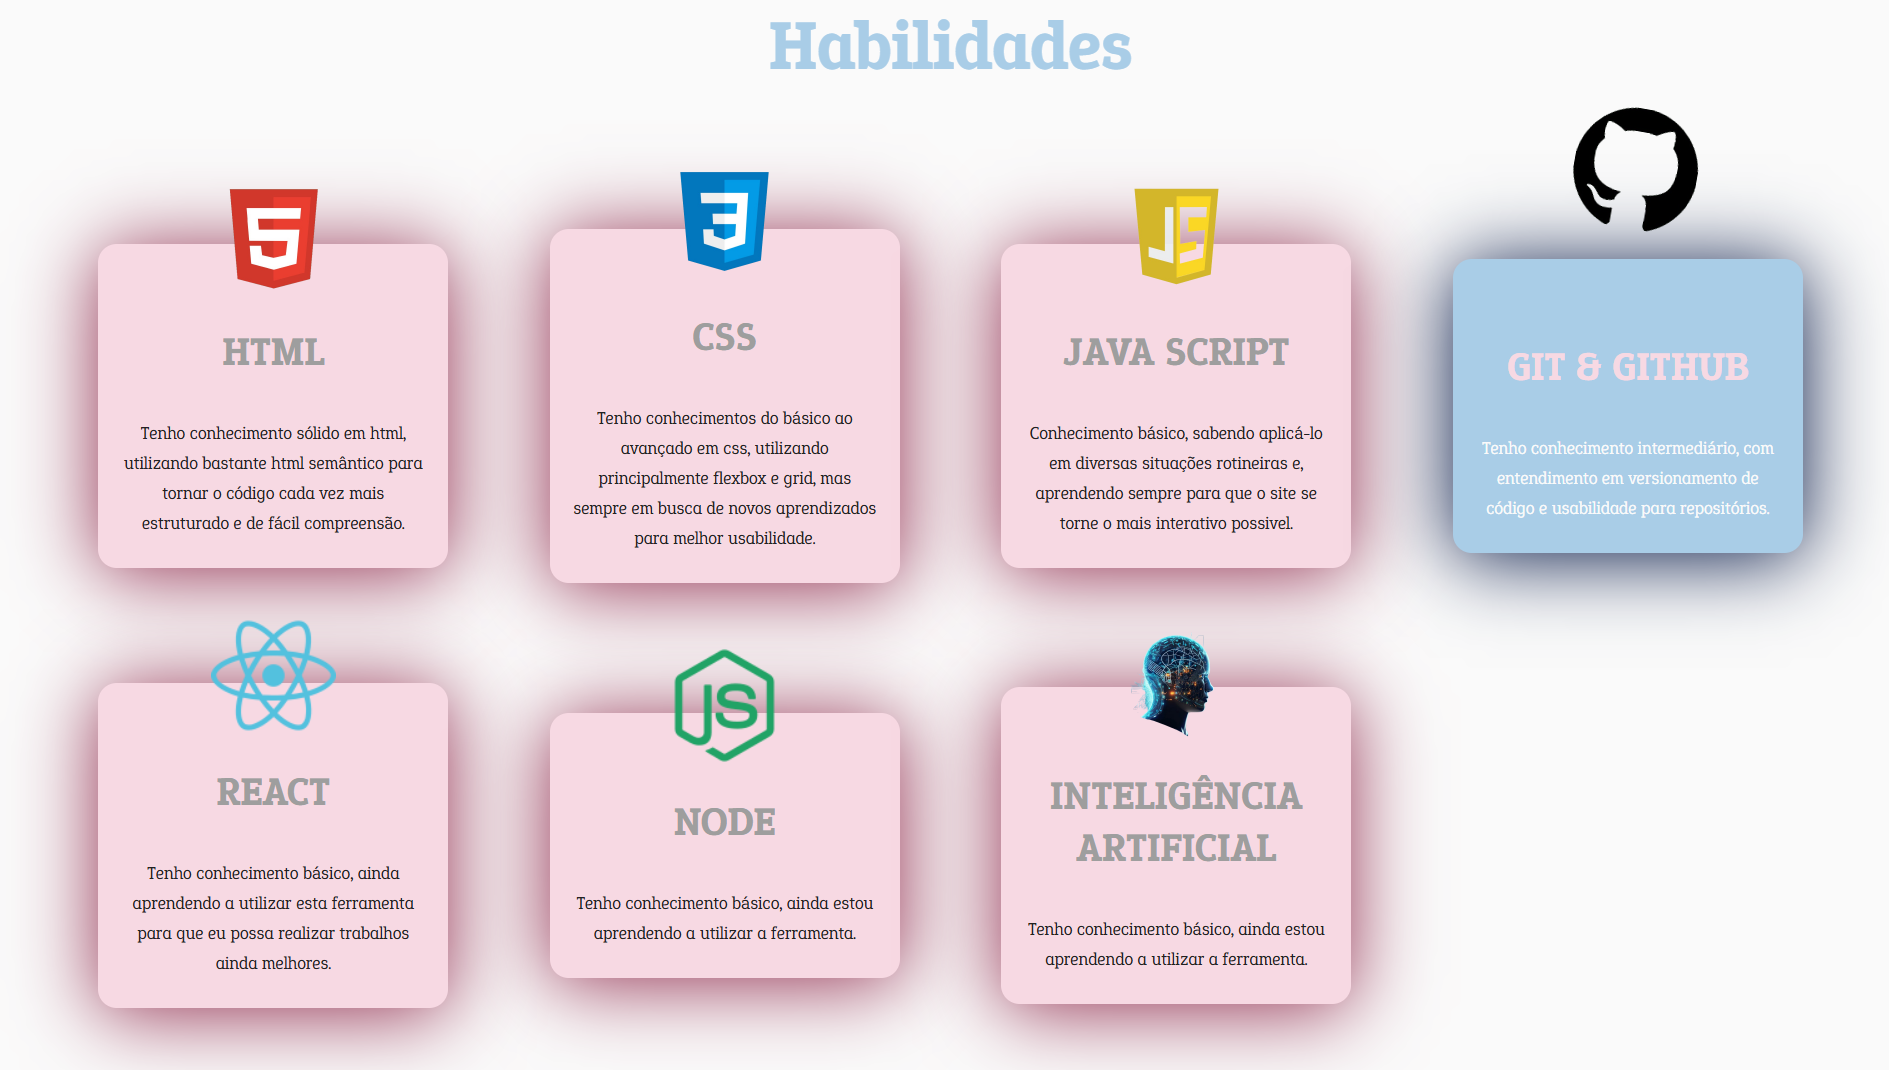 Habilidades
HTML
Tenho conhecimento sólido em html,
utilizando bastante html semântico para
tornar o código cada vez mais
estruturado e de fácil compreensão.
CSS
Tenho conhecimentos do básico ao
avançado em css, utilizando
principalmente flexbox e grid, mas
sempre em busca de novos aprendizados
para melhor usabilidade.
JS
JAVA SCRIPT
Conhecimento básico, sabendo aplicá-lo
em diversas situações rotineiras e,
aprendendo sempre para que o site se
torne o mais interativo possivel.
GIT & GITHUB
Tenho conhecimento intermediário, com
entendimento em versionamento de
código e usabilidade para repositórios.
REACT
Tenho conhecimento básico, ainda
aprendendo a utilizar esta ferramenta
para que eu possa realizar trabalhos
ainda melhores.
JS
NODE
Tenho conhecimento básico, ainda estou
aprendendo a utilizar a ferramenta.
INTELIGÊNCIA
ARTIFICIAL
Tenho conhecimento básico, ainda estou
aprendendo a utilizar a ferramenta.